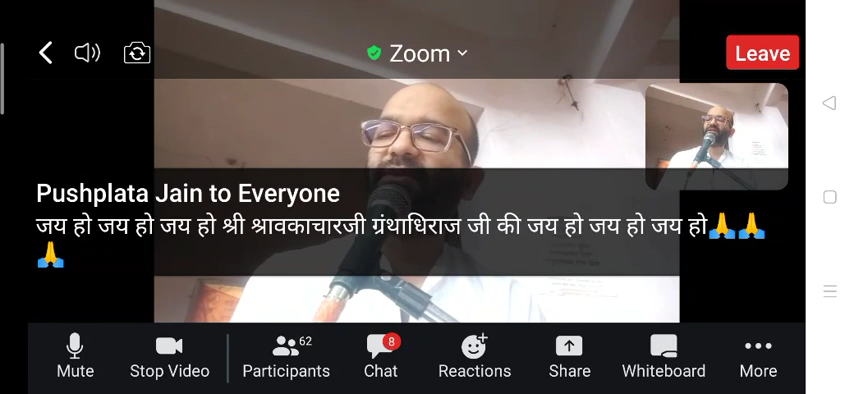 Zoom
Leave
Pushplata Jain to Everyone
जय हो जय हो जय हो श्री श्रावकाचारजी ग्रंथाधिराज जी की जय हो जय हो जय हो🙏🙏
🙏
62
8
Mute Stop Video Participants Chat Reactions Share Whiteboard More